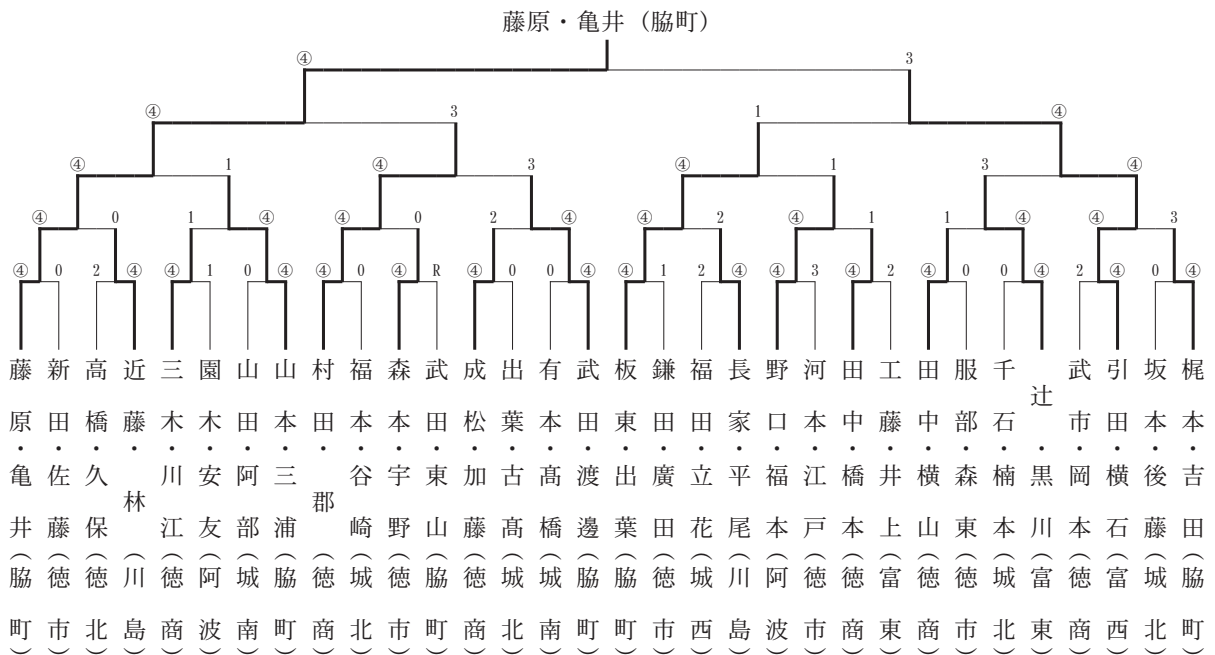 藤原・亀井（脇町）
④ 3
④ 3 1 ④
④ 1 ④ 3 ④ 1 3 ④
④ 0 1 ④ ④ 0 2 ④ ④ 2 ④ 1 1 ④ ④ 3
④ 0 2 ④ ④ 1 0 ④ ④ 0 ④ R ④ 0 0 ④ ④ 1 2 ④ ④ 3 ④ 2 ④ 0 0 ④ 2 ④ 0 ④
藤原・亀井（脇町）
新田・佐藤（徳市）
高橋・久保（徳北）
近藤・林（川島）
三木・川江（徳商）
園木・安友（阿波）
山田・阿部（城南）
山本・三浦（脇町）
村田・郡（徳商）
福本・谷崎（城北）
森本・宇野（徳市）
武田・東山（脇町）
成松・加藤（徳商）
出葉・古髙（城北）
有本・髙橋（城南）
武田・渡邊（脇町）
板東・出葉（脇町）
鎌田・廣田（徳市）
福田・立花（城西）
長家・平尾（川島）
野口・福本（阿波）
河本・江戸（徳市）
田中・橋本（徳商）
工藤・井上（富東）
田中・横山（徳商）
服部・森東（徳市）
千石・楠本（城北）
辻・黒川（富東）
武市・岡本（徳商）
引田・横石（富西）
坂本・後藤（城北）
梶本・吉田（脇町）